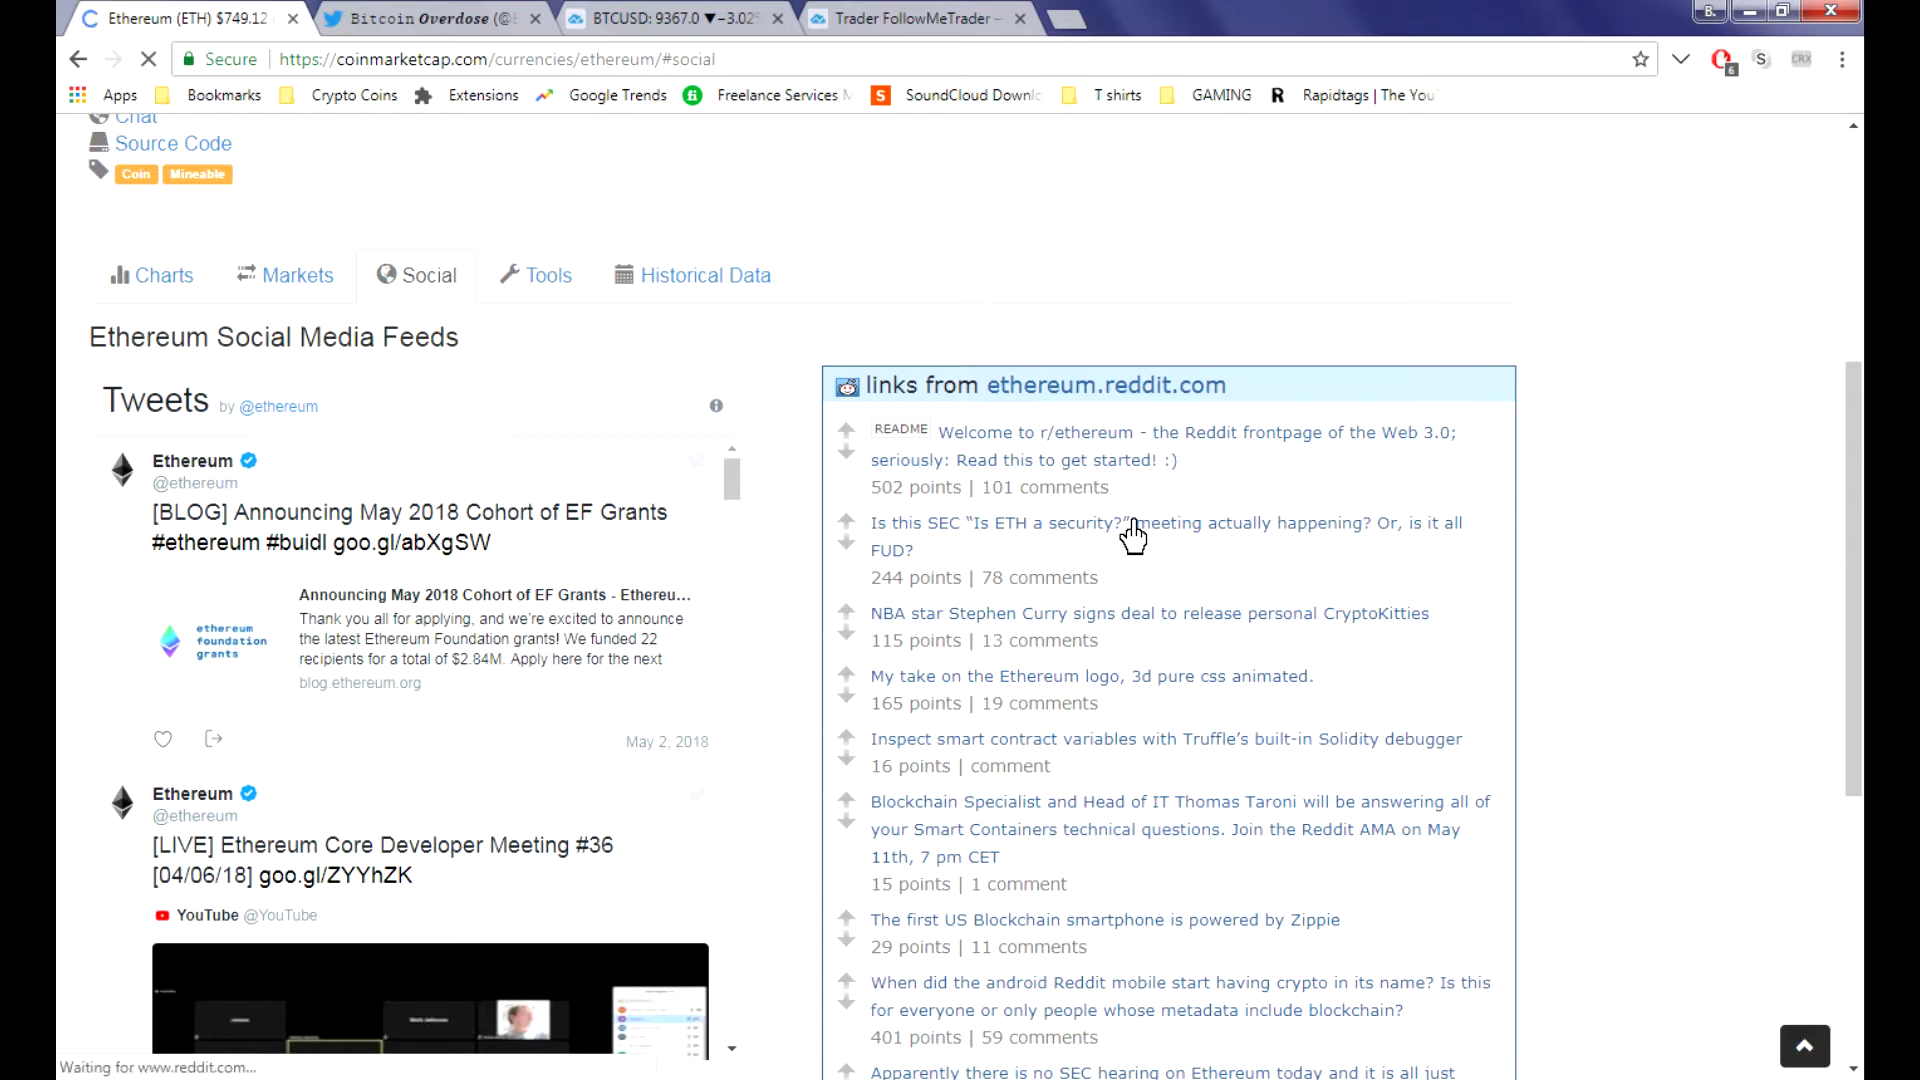 Ethereum (ETH) $749.12
Bitcoin Overdose (@
BTCUSD: 9367.0 ▼−3.02
Trader FollowMeTrader –
B.
Secure
https://coinmarketcap.com/currencies/ethereum/#social
6
S
CRX
Apps
Bookmarks
Crypto Coins
Extensions
Google Trends
fi
Freelance Services
S
SoundCloud Downlo
T shirts
GAMING
R
Rapidtags | The You
Chat
Source Code
Coin
Mineable
Charts
Markets
Social
Tools
Historical Data
Ethereum Social Media Feeds
Tweets by @ethereum
Ethereum
@ethereum
[BLOG] Announcing May 2018 Cohort of EF Grants
#ethereum #buidl goo.gl/abXgSW
ethereum
foundation
grants
Announcing May 2018 Cohort of EF Grants - Ethereu...
Thank you all for applying, and we're excited to announce
the latest Ethereum Foundation grants! We funded 22
recipients for a total of $2.84M. Apply here for the next
blog.ethereum.org
May 2, 2018
Ethereum
@ethereum
[LIVE] Ethereum Core Developer Meeting #36
[04/06/18] goo.gl/ZYYhZK
YouTube @YouTube
links from ethereum.reddit.com
README Welcome to r/ethereum - the Reddit frontpage of the Web 3.0;
seriously: Read this to get started! :)
502 points | 101 comments
Is this SEC “Is ETH a security?” meeting actually happening? Or, is it all
FUD?
244 points | 78 comments
NBA star Stephen Curry signs deal to release personal CryptoKitties
115 points | 13 comments
My take on the Ethereum logo, 3d pure css animated.
165 points | 19 comments
Inspect smart contract variables with Truffle’s built-in Solidity debugger
16 points | comment
Blockchain Specialist and Head of IT Thomas Taroni will be answering all of
your Smart Containers technical questions. Join the Reddit AMA on May
11th, 7 pm CET
15 points | 1 comment
The first US Blockchain smartphone is powered by Zippie
29 points | 11 comments
When did the android Reddit mobile start having crypto in its name? Is this
for everyone or only people whose metadata include blockchain?
401 points | 59 comments
Apparently there is no SEC hearing on Ethereum today and it is all just
Waiting for www.reddit.com...